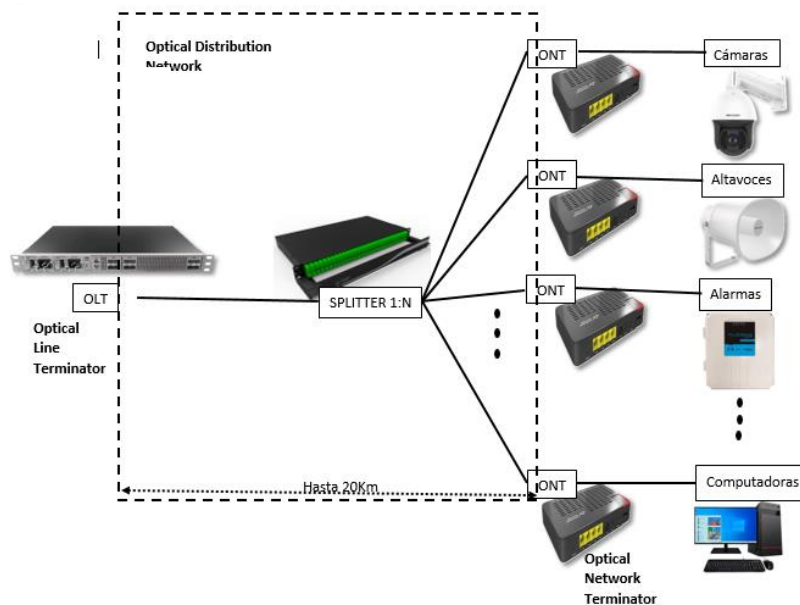 Optical Distribution
Network
ONT
Cámaras
ONT
Altavoces
OLT
SPLITTER 1:N
ONT
Alarmas
Optical
Line
Terminator
Hasta 20Km
ONT
Computadoras
Optical
Network
Terminator